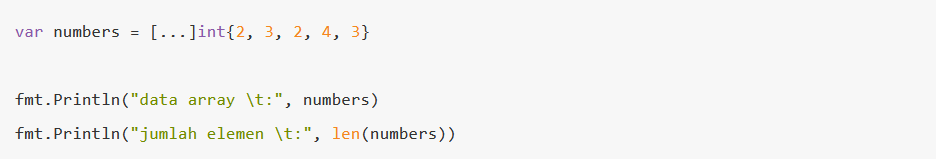 var numbers = [...]int{2, 3, 2, 4, 3}
fmt.Println("data array \t:", numbers)
fmt.Println("jumlah elemen \t:", len(numbers))